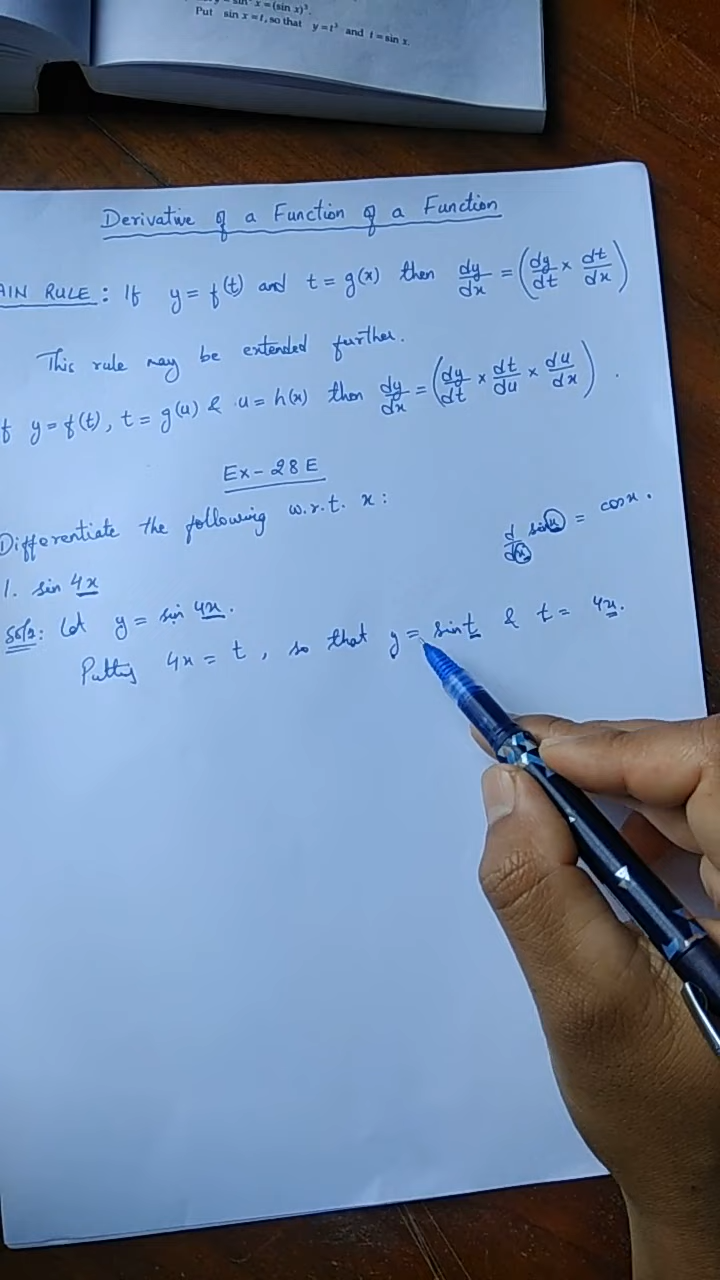 x = (sin x)³.
Put sin x = t, so that y = t³ and t = sin x.
Derivative of a Function of a Function
AIN RULE : If y = f(t) and t = g(x) then dy/dx = (dy/dt × dt/dx)
This rule may be extended further.
f y = f(t), t = g(u) & u = h(x) then dy/dx = (dy/dt × dt/du × du/dx).
Ex - 28 E
Differentiate the following w.r.t. x :
d/dx sin x = cos x.
1. sin 4x
Soln: Let y = sin 4x.
Putting 4x = t, so that y = sin t & t = 4x.